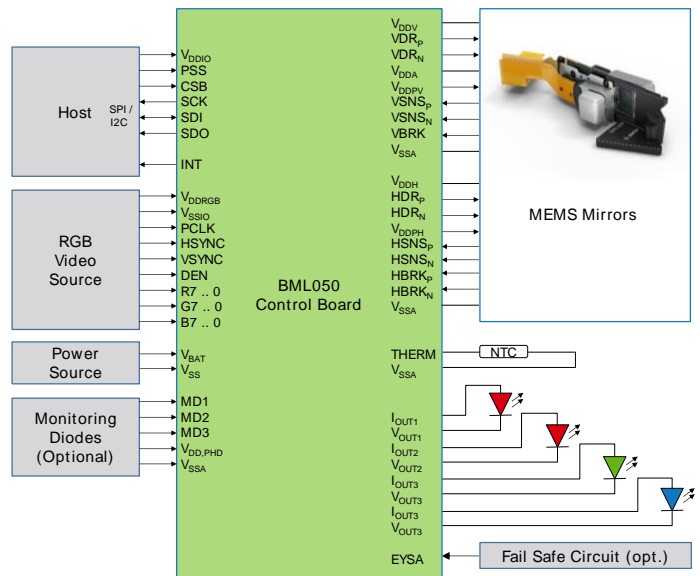 Host
SPI /
I2C
RGB
Video
Source
Power
Source
Monitoring
Diodes
(Optional)
VDDIO
PSS
CSB
SCK
SDI
SDO
INT
VDDRGB
VSSIO
PCLK
HSYNC
VSYNC
DEN
R7 .. 0
G7 .. 0
B7 .. 0
VBAT
VSS
MD1
MD2
MD3
VDD,PHD
VSSA
BML050
Control Board
VDDV
VDRP
VDRN
VDDA
VDDPV
VSNSP
VSNSN
VBRK
VSSA
VDDH
HDRP
HDRN
VDDPH
HSNSP
HSNSN
HBRKP
HBRKN
VSSA
THERM
VSSA
IOUT1
VOUT1
IOUT2
VOUT2
IOUT3
VOUT3
IOUT3
VOUT3
EYSA
MEMS Mirrors
NTC
Fail Safe Circuit (opt.)